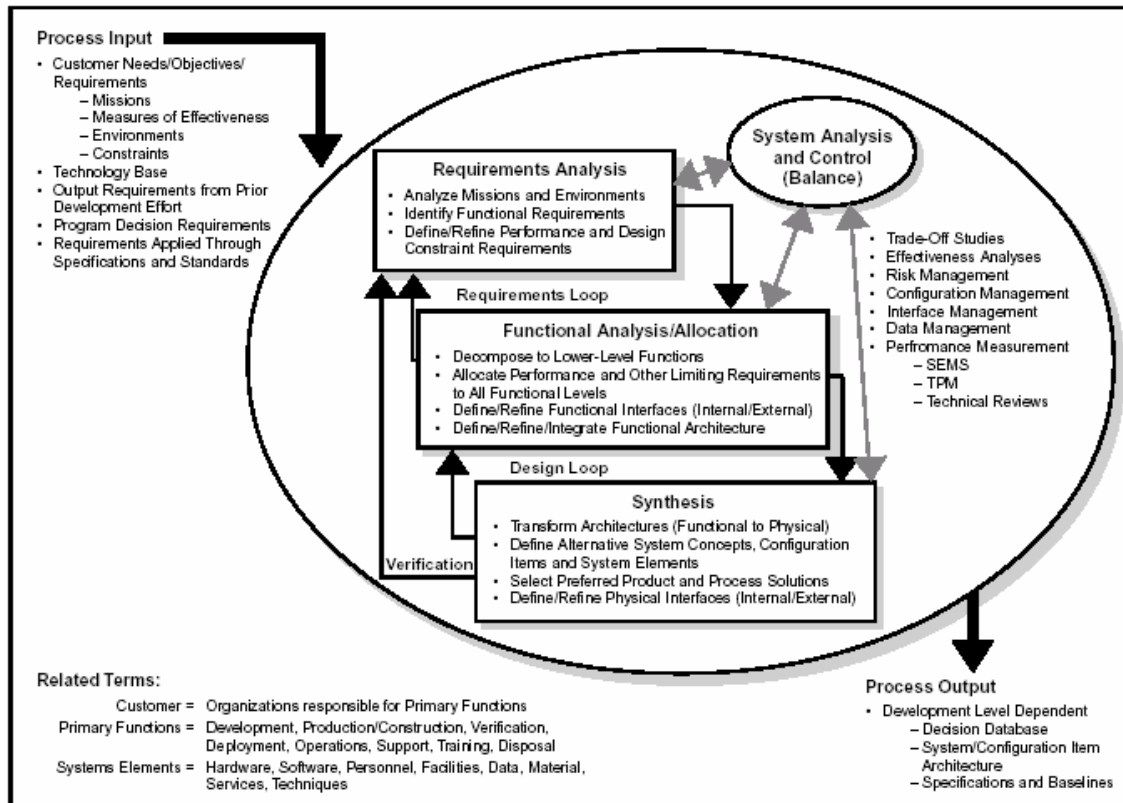 Process Input
• Customer Needs/Objectives/
Requirements
– Missions
– Measures of Effectiveness
– Environments
– Constraints
• Technology Base
• Output Requirements from Prior
Development Effort
• Program Decision Requirements
• Requirements Applied Through
Specifications and Standards
System Analysis
and Control
(Balance)
Requirements Analysis
• Analyze Missions and Environments
• Identify Functional Requirements
• Define/Refine Performance and Design
Constraint Requirements
• Trade-Off Studies
• Effectiveness Analyses
• Risk Management
• Configuration Management
• Interface Management
• Data Management
• Perfromance Measurement
– SEMS
– TPM
– Technical Reviews
Requirements Loop
Functional Analysis/Allocation
• Decompose to Lower-Level Functions
• Allocate Performance and Other Limiting Requirements
to All Functional Levels
• Define/Refine Functional Interfaces (Internal/External)
• Define/Refine/Integrate Functional Architecture
Design Loop
Synthesis
• Transform Architectures (Functional to Physical)
• Define Alternative System Concepts, Configuration
Items and System Elements
• Select Preferred Product and Process Solutions
• Define/Refine Physical Interfaces (Internal/External)
Verification
Related Terms:
Customer = Organizations responsible for Primary Functions
Primary Functions = Development, Production/Construction, Verification,
Deployment, Operations, Support, Training, Disposal
Systems Elements = Hardware, Software, Personnel, Facilities, Data, Material,
Services, Techniques
Process Output
• Development Level Dependent
– Decision Database
– System/Configuration Item
Architecture
– Specifications and Baselines